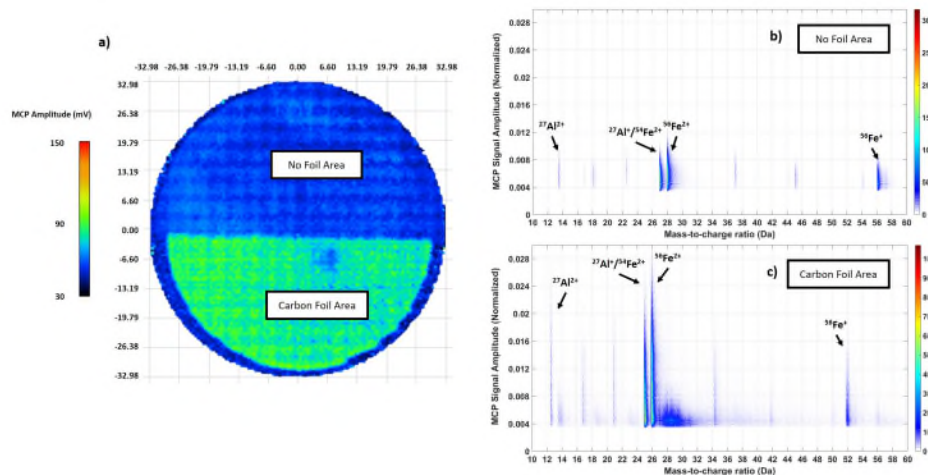 a)
-32.98 -26.38 -19.79 -13.19 -6.60 0.00 6.60 13.19 19.79 26.38 32.98
32.98
26.38
19.79
13.19
6.60
0.00
-6.60
-13.19
-19.79
-26.38
-32.98
MCP Amplitude (mV)
150
90
30
No Foil Area
Carbon Foil Area
b)
No Foil Area
MCP Signal Amplitude (Normalized)
0.028
0.024
0.02
0.016
0.012
0.008
0.004
²⁷Al²⁺
²⁷Al⁺/⁵⁴Fe²⁺
⁵⁶Fe²⁺
⁵⁶Fe⁺
10 12 14 16 18 20 22 24 26 28 30 32 34 36 38 40 42 44 46 48 50 52 54 56 58 60
Mass-to-charge ratio (Da)
c)
Carbon Foil Area
MCP Signal Amplitude (Normalized)
0.028
0.024
0.02
0.016
0.012
0.008
0.004
²⁷Al²⁺
²⁷Al⁺/⁵⁴Fe²⁺
⁵⁶Fe²⁺
⁵⁶Fe⁺
10 12 14 16 18 20 22 24 26 28 30 32 34 36 38 40 42 44 46 48 50 52 54 56 58 60
Mass-to-charge ratio (Da)